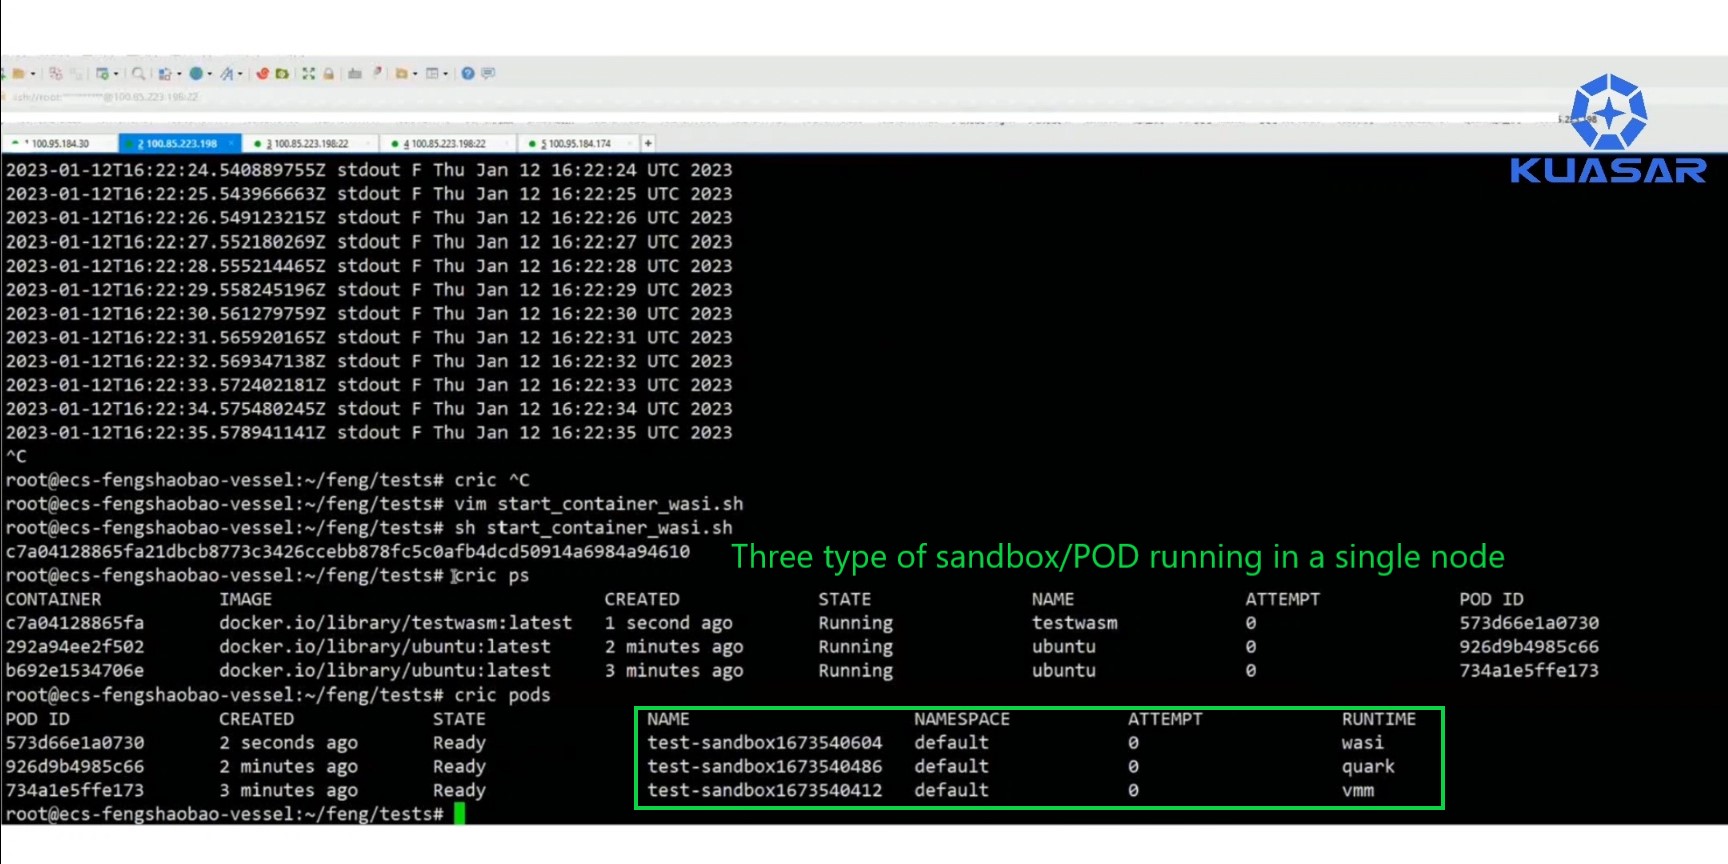 1 100.95.184.30
2 100.85.223.198
3 100.85.223.198:22
4 100.85.223.198:22
5 100.95.184.174
KUASAR
2023-01-12T16:22:24.540889755Z stdout F Thu Jan 12 16:22:24 UTC 2023
2023-01-12T16:22:25.543966663Z stdout F Thu Jan 12 16:22:25 UTC 2023
2023-01-12T16:22:26.549123215Z stdout F Thu Jan 12 16:22:26 UTC 2023
2023-01-12T16:22:27.552180269Z stdout F Thu Jan 12 16:22:27 UTC 2023
2023-01-12T16:22:28.555214465Z stdout F Thu Jan 12 16:22:28 UTC 2023
2023-01-12T16:22:29.558245196Z stdout F Thu Jan 12 16:22:29 UTC 2023
2023-01-12T16:22:30.561279759Z stdout F Thu Jan 12 16:22:30 UTC 2023
2023-01-12T16:22:31.565920165Z stdout F Thu Jan 12 16:22:31 UTC 2023
2023-01-12T16:22:32.569347138Z stdout F Thu Jan 12 16:22:32 UTC 2023
2023-01-12T16:22:33.572402181Z stdout F Thu Jan 12 16:22:33 UTC 2023
2023-01-12T16:22:34.575480245Z stdout F Thu Jan 12 16:22:34 UTC 2023
2023-01-12T16:22:35.578941141Z stdout F Thu Jan 12 16:22:35 UTC 2023
^C
root@ecs-fengshaobao-vessel:~/feng/tests# cric ^C
root@ecs-fengshaobao-vessel:~/feng/tests# vim start_container_wasi.sh
root@ecs-fengshaobao-vessel:~/feng/tests# sh start_container_wasi.sh
c7a04128865fa21dbcb8773c3426ccebb878fc5c0afb4dcd50914a6984a94610
Three type of sandbox/POD running in a single node
root@ecs-fengshaobao-vessel:~/feng/tests# cric ps
CONTAINER IMAGE CREATED STATE NAME ATTEMPT POD ID
c7a04128865fa docker.io/library/testwasm:latest 1 second ago Running testwasm 0 573d66e1a0730
292a94ee2f502 docker.io/library/ubuntu:latest 2 minutes ago Running ubuntu 0 926d9b4985c66
b692e1534706e docker.io/library/ubuntu:latest 3 minutes ago Running ubuntu 0 734a1e5ffe173
root@ecs-fengshaobao-vessel:~/feng/tests# cric pods
POD ID CREATED STATE NAME NAMESPACE ATTEMPT RUNTIME
573d66e1a0730 2 seconds ago Ready test-sandbox1673540604 default 0 wasi
926d9b4985c66 2 minutes ago Ready test-sandbox1673540486 default 0 quark
734a1e5ffe173 3 minutes ago Ready test-sandbox1673540412 default 0 vmm
root@ecs-fengshaobao-vessel:~/feng/tests#